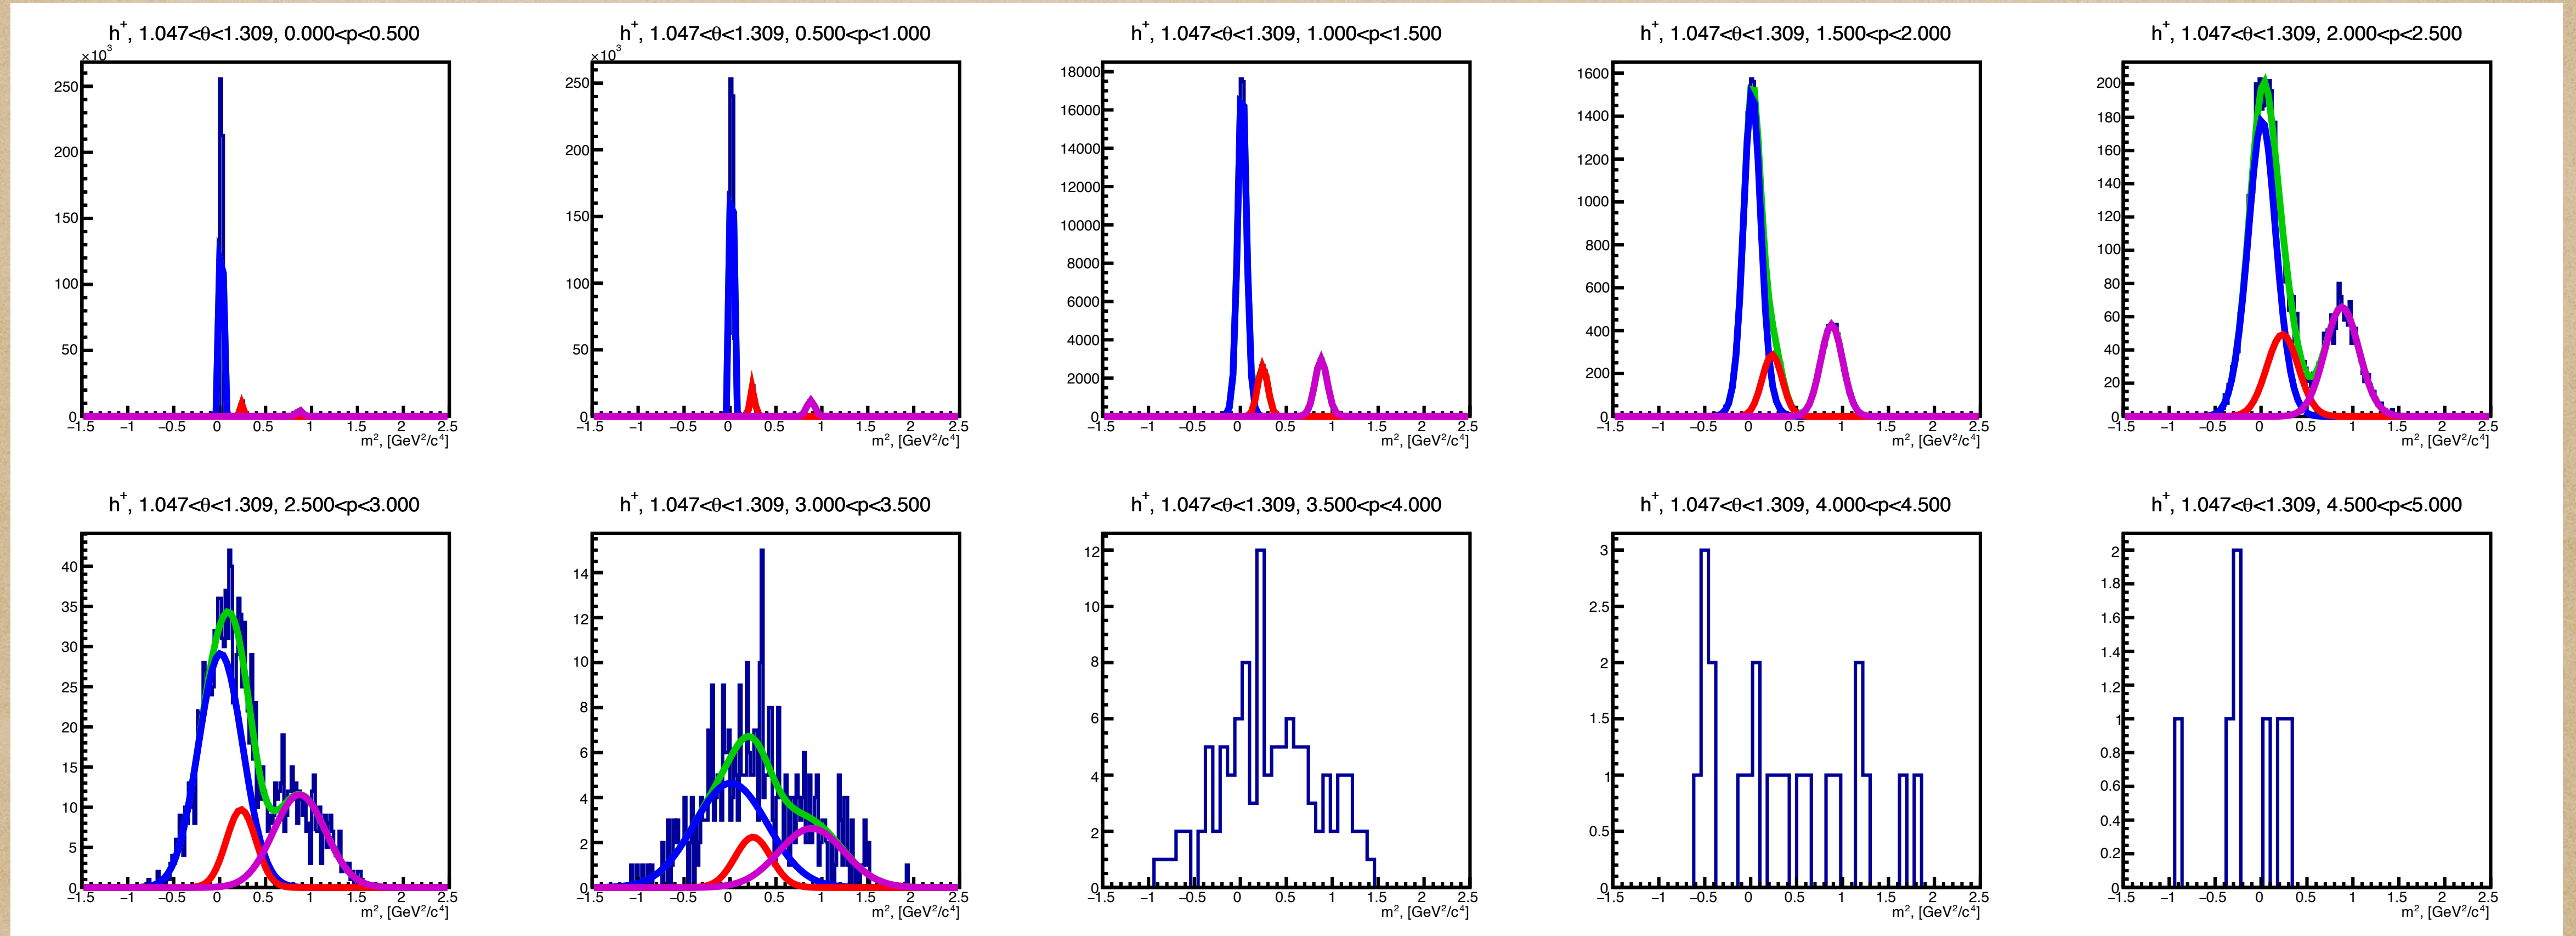 h⁺, 1.047<θ<1.309, 0.000<p<0.500
×10³
250
200
150
100
50
0
−1.5 −1 −0.5 0 0.5 1 1.5 2 2.5
m², [GeV²/c⁴]
h⁺, 1.047<θ<1.309, 0.500<p<1.000
×10³
250
200
150
100
50
0
−1.5 −1 −0.5 0 0.5 1 1.5 2 2.5
m², [GeV²/c⁴]
h⁺, 1.047<θ<1.309, 1.000<p<1.500
18000
16000
14000
12000
10000
8000
6000
4000
2000
0
−1.5 −1 −0.5 0 0.5 1 1.5 2 2.5
m², [GeV²/c⁴]
h⁺, 1.047<θ<1.309, 1.500<p<2.000
1600
1400
1200
1000
800
600
400
200
0
−1.5 −1 −0.5 0 0.5 1 1.5 2 2.5
m², [GeV²/c⁴]
h⁺, 1.047<θ<1.309, 2.000<p<2.500
200
180
160
140
120
100
80
60
40
20
0
−1.5 −1 −0.5 0 0.5 1 1.5 2 2.5
m², [GeV²/c⁴]
h⁺, 1.047<θ<1.309, 2.500<p<3.000
40
35
30
25
20
15
10
5
0
−1.5 −1 −0.5 0 0.5 1 1.5 2 2.5
m², [GeV²/c⁴]
h⁺, 1.047<θ<1.309, 3.000<p<3.500
14
12
10
8
6
4
2
0
−1.5 −1 −0.5 0 0.5 1 1.5 2 2.5
m², [GeV²/c⁴]
h⁺, 1.047<θ<1.309, 3.500<p<4.000
12
10
8
6
4
2
0
−1.5 −1 −0.5 0 0.5 1 1.5 2 2.5
m², [GeV²/c⁴]
h⁺, 1.047<θ<1.309, 4.000<p<4.500
3
2.5
2
1.5
1
0.5
0
−1.5 −1 −0.5 0 0.5 1 1.5 2 2.5
m², [GeV²/c⁴]
h⁺, 1.047<θ<1.309, 4.500<p<5.000
2
1.8
1.6
1.4
1.2
1
0.8
0.6
0.4
0.2
0
−1.5 −1 −0.5 0 0.5 1 1.5 2 2.5
m², [GeV²/c⁴]